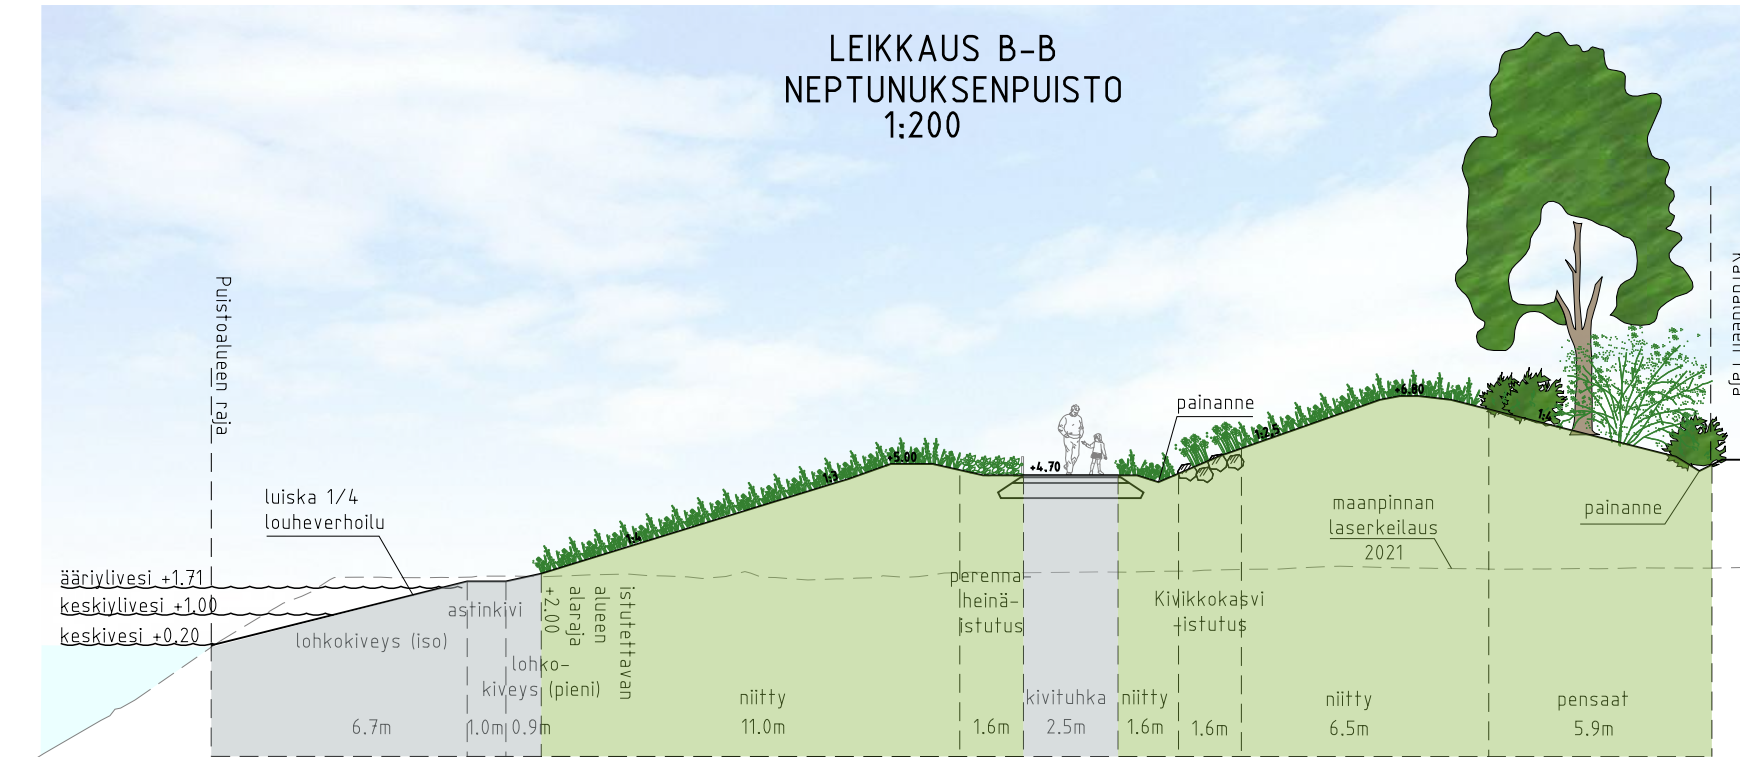 LEIKKAUS B-B
NEPTUNUKSENPUISTO
1:200
Puistoalueen raja
luiska 1/4
louheverhoilu
ääriylivesi +1.71
keskiylivesi +1.00
keskivesi +0.20
lohkokiveys (iso)
astinkivi
lohko-
kiveys (pieni)
istutettavan
alueen
alaraja
+2.00
1:4
1:3
+5.00
+4.70
painanne
1:2.5
+6.80
1:4
painanne
maanpinnan
laserkeilaus
2021
perenna-
heinä-
istutus
Kivikkokasvi
-istutus
niitty
kivituhka
niitty
niitty
pensaat
6.7m
1.0m
0.9m
11.0m
1.6m
2.5m
1.6m
1.6m
6.5m
5.9m